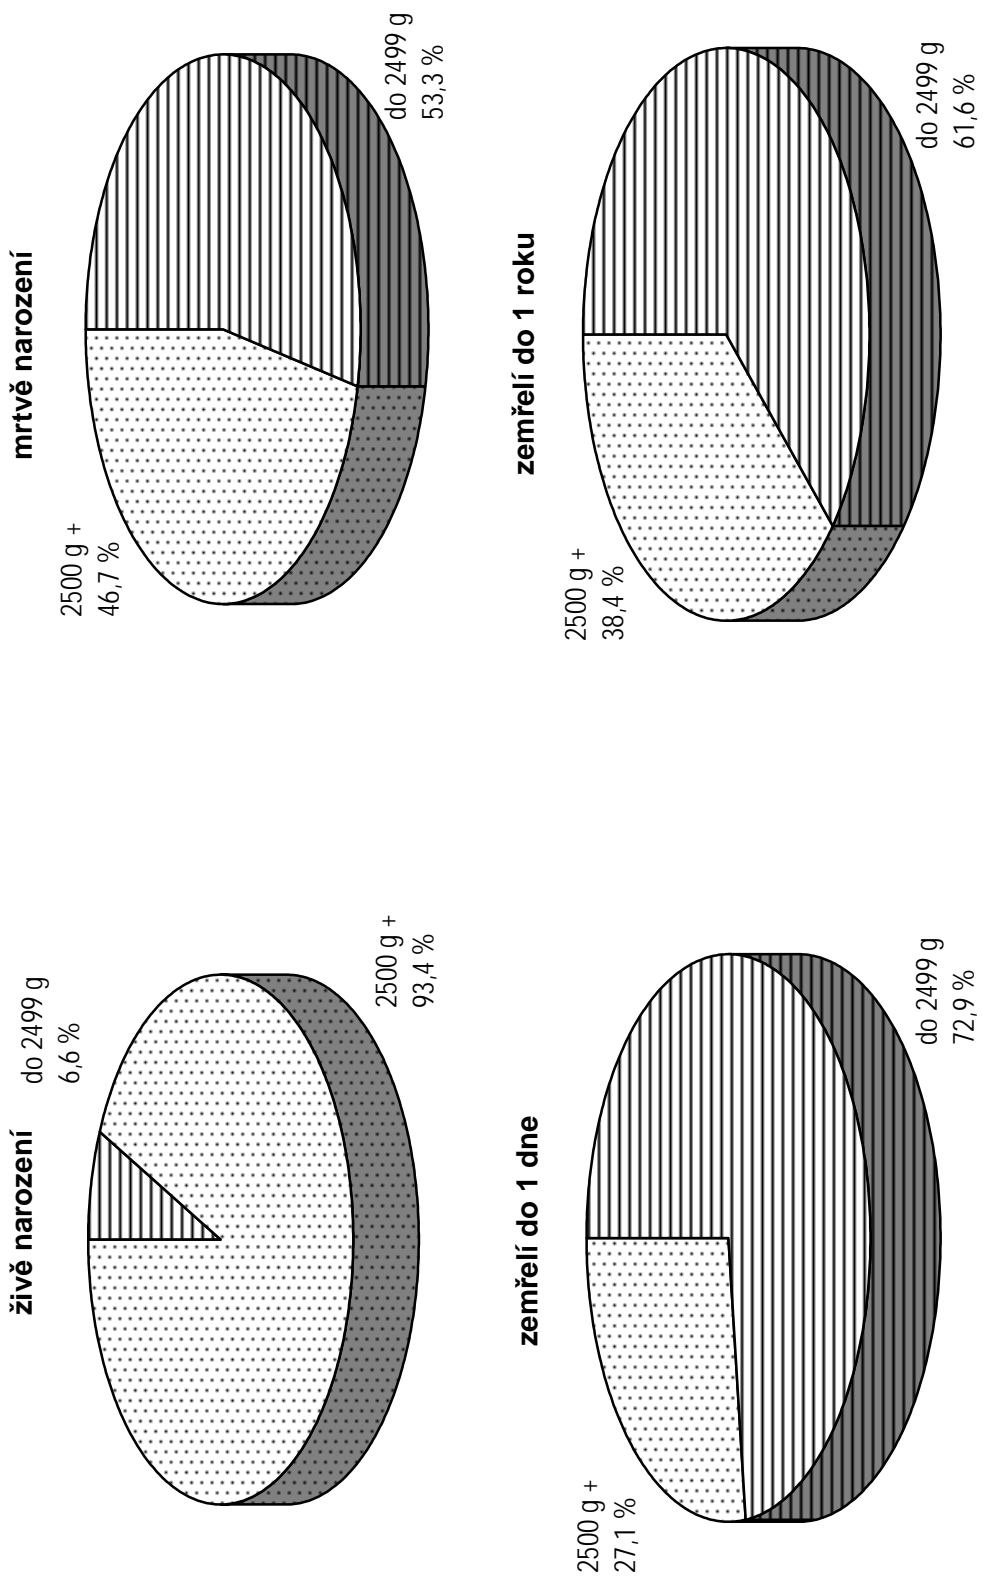 živě narození
do 2499 g
6,6 %
2500 g +
93,4 %
mrtvě narození
2500 g +
46,7 %
do 2499 g
53,3 %
zemřelí do 1 dne
2500 g +
27,1 %
do 2499 g
72,9 %
zemřelí do 1 roku
2500 g +
38,4 %
do 2499 g
61,6 %